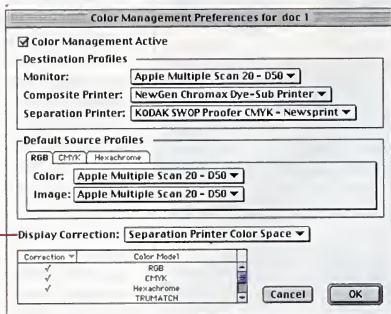 Color Management Preferences for doc 1
Color Management Active
Destination Profiles
Monitor: Apple Multiple Scan 20 - D50
Composite Printer: NewGen Chromax Dye-Sub Printer
Separation Printer: KODAK SWOP Proofer CMYK - Newsprint
Default Source Profiles
RGB CMYK Hexachrome
Color: Apple Multiple Scan 20 - D50
Image: Apple Multiple Scan 20 - D50
Display Correction: Separation Printer Color Space
Correction Color Model
√ RGB
√ CMYK
√ Hexachrome
TRUMATCH
Cancel OK